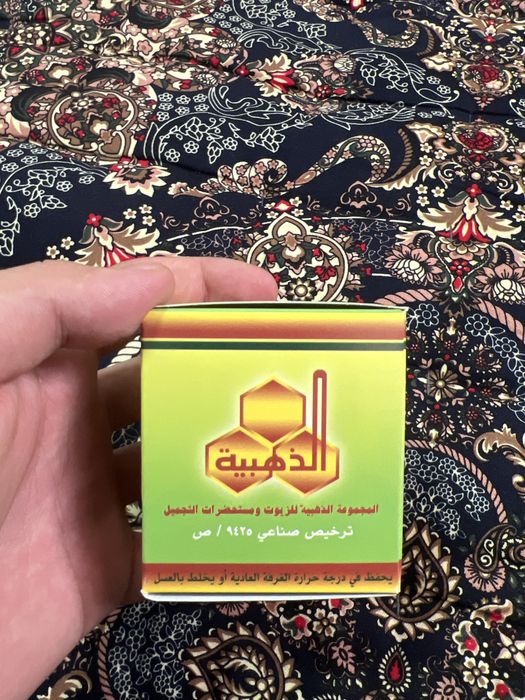 الذهبية
المجموعة الذهبية للزيوت ومستحضرات التجميل
ترخيص صناعي ٩٤٢٥ / ص
يحفظ في درجة حرارة الغرفة العادية أو يخلط بالعسل